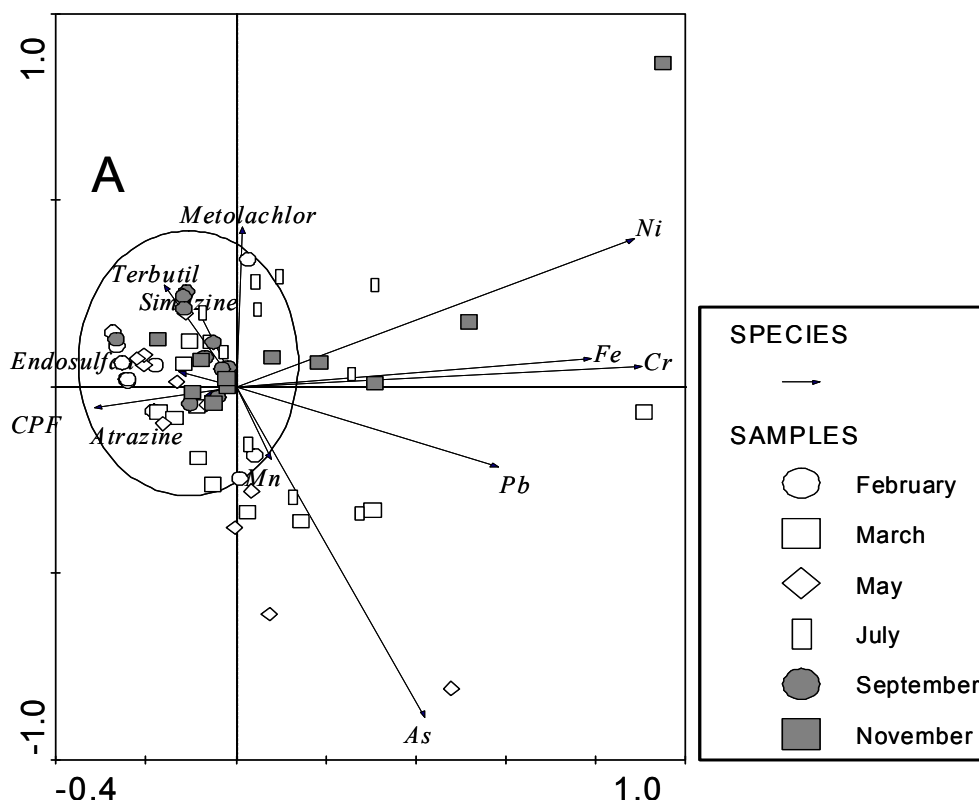 1.0
A
Metolachlor
Ni
Terbutil
Simazine
SPECIES
Endosulfan
Fe
Cr
CPF
Atrazine
SAMPLES
Mn
Pb
February
March
May
July
September
November
As
-1.0
-0.4
1.0